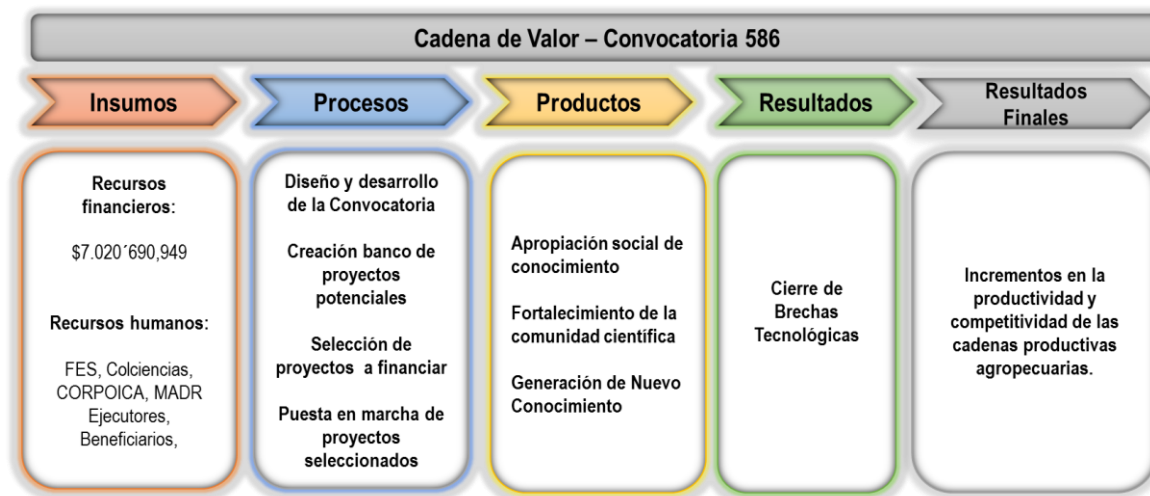 Cadena de Valor – Convocatoria 586
Insumos
Procesos
Productos
Resultados
Resultados
Finales
Recursos
financieros:
$7.020´690,949
Recursos humanos:
FES, Colciencias,
CORPOICA, MADR
Ejecutores,
Beneficiarios,
Diseño y desarrollo
de la Convocatoria
Creación banco de
proyectos
potenciales
Selección de
proyectos a financiar
Puesta en marcha de
proyectos
seleccionados
Apropiación social de
conocimiento
Fortalecimiento de la
comunidad científica
Generación de Nuevo
Conocimiento
Cierre de
Brechas
Tecnológicas
Incrementos en la
productividad y
competitividad de las
cadenas productivas
agropecuarias.